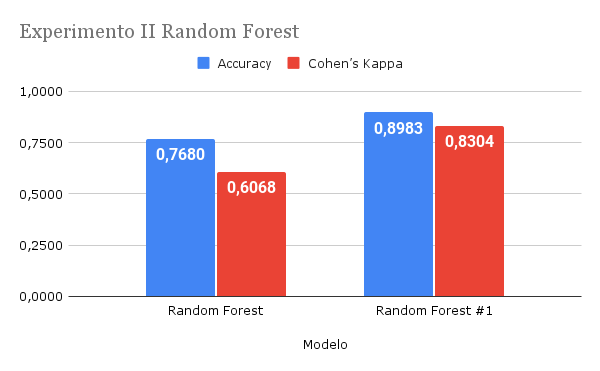 Experimento II Random Forest
Accuracy Cohen’s Kappa
1,0000
0,7500
0,5000
0,2500
0,0000
0,7680
0,6068
0,8983
0,8304
Random Forest Random Forest #1
Modelo